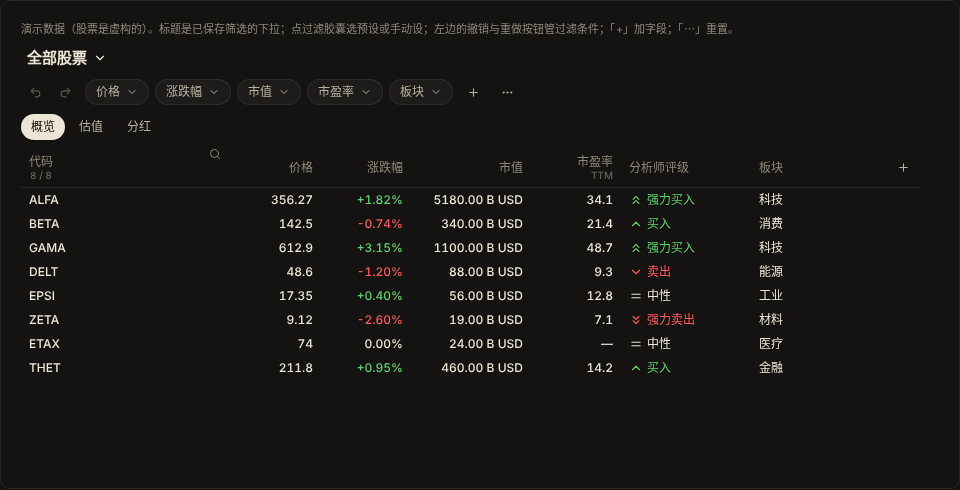 演示数据（股票是虚构的）。标题是已保存筛选的下拉；点过滤胶囊选预设或手动设；左边的撤销与重做按钮管过滤条件；「+」加字段；「⋯」重置。
全部股票
价格 涨跌幅 市值 市盈率 板块 + ⋯
概览 估值 分红
代码 价格 涨跌幅 市值 市盈率 分析师评级 板块 +
8 / 8 TTM
ALFA 356.27 +1.82% 5180.00 B USD 34.1 强力买入 科技
BETA 142.5 -0.74% 340.00 B USD 21.4 买入 消费
GAMA 612.9 +3.15% 1100.00 B USD 48.7 强力买入 科技
DELT 48.6 -1.20% 88.00 B USD 9.3 卖出 能源
EPSI 17.35 +0.40% 56.00 B USD 12.8 中性 工业
ZETA 9.12 -2.60% 19.00 B USD 7.1 强力卖出 材料
ETAX 74 0.00% 24.00 B USD — 中性 医疗
THET 211.8 +0.95% 460.00 B USD 14.2 买入 金融